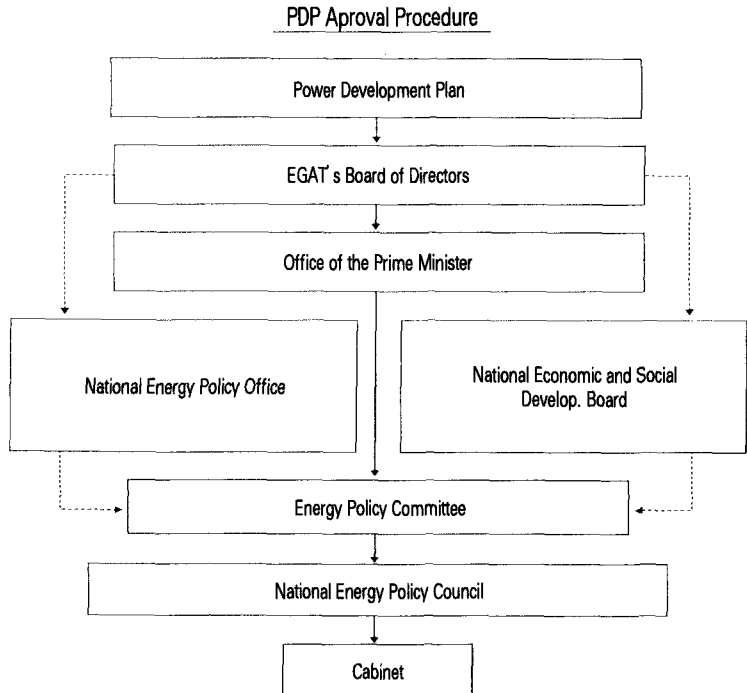 PDP Aproval Procedure
Power Development Plan
EGAT's Board of Directors
Office of the Prime Minister
National Energy Policy Office
National Economic and Social
Develop. Board
Energy Policy Committee
National Energy Policy Council
Cabinet